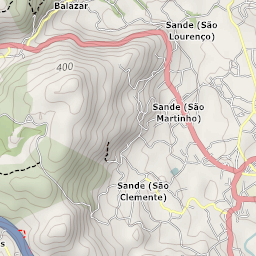 Balazar
Sande (São
Lourenço)
400
Sande (São
Martinho)
Sande (São
Clemente)
s